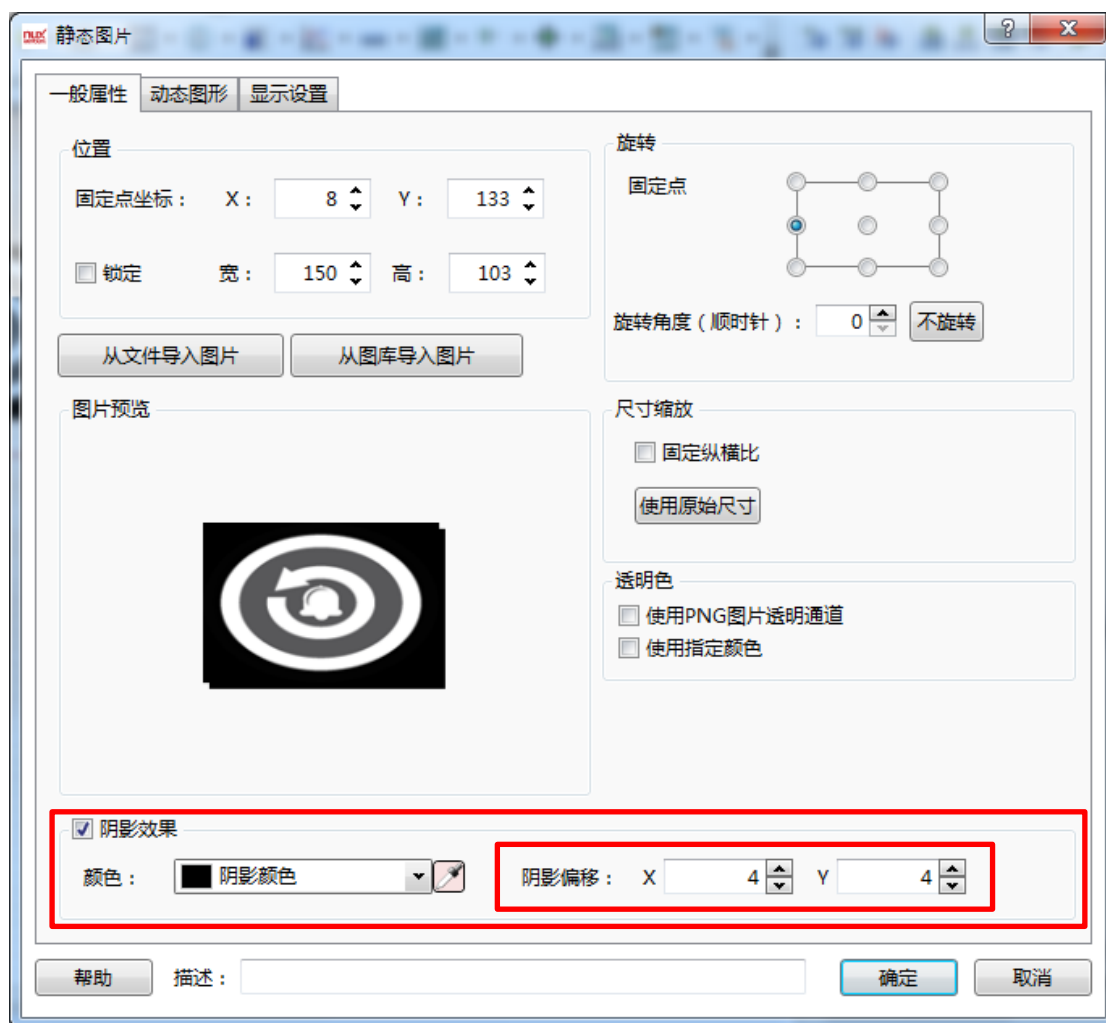 静态图片
一般属性 动态图形 显示设置
位置
固定点坐标： X： 8 Y： 133
锁定 宽： 150 高： 103
从文件导入图片 从图库导入图片
图片预览
旋转
固定点
旋转角度（顺时针）： 0 不旋转
尺寸缩放
固定纵横比
使用原始尺寸
透明色
使用PNG图片透明通道
使用指定颜色
阴影效果
颜色： 阴影颜色 阴影偏移： X 4 Y 4
帮助 描述： 确定 取消